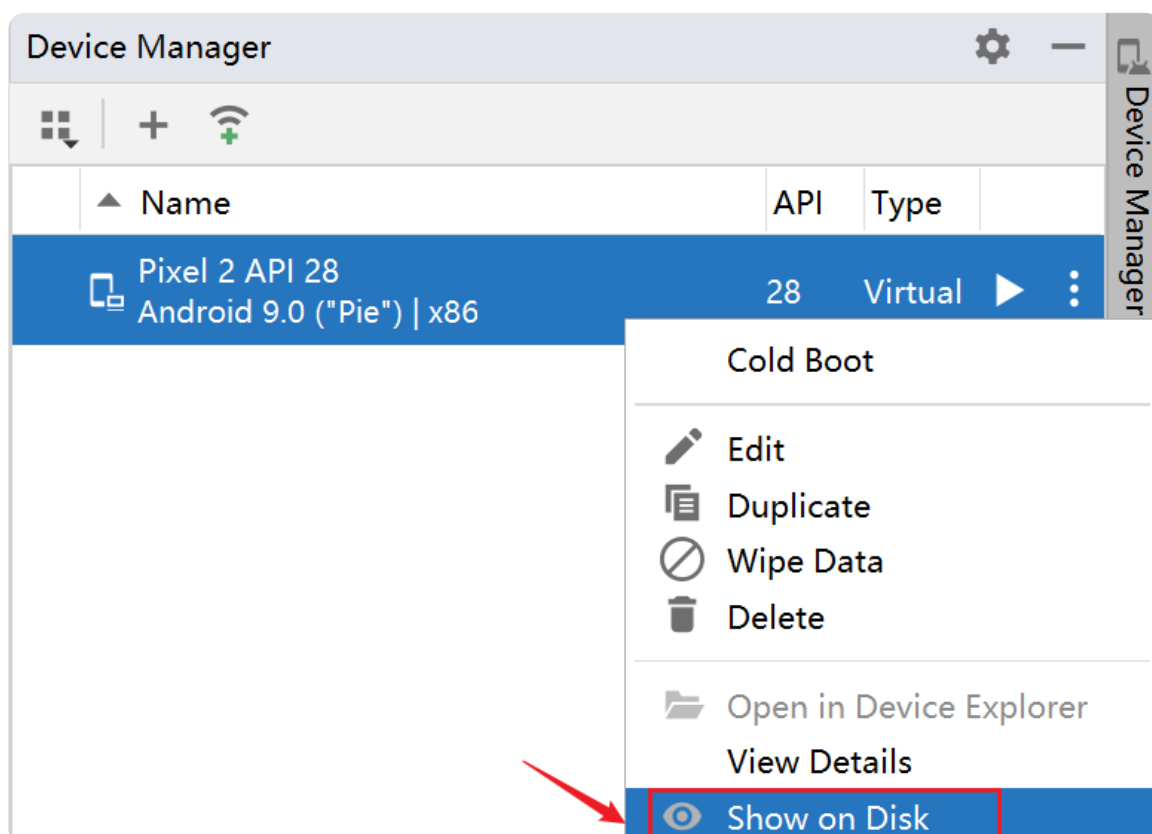 Device Manager
Device Manager
Name
API
Type
Pixel 2 API 28
Android 9.0 ("Pie") | x86
28
Virtual
Cold Boot
Edit
Duplicate
Wipe Data
Delete
Open in Device Explorer
View Details
Show on Disk